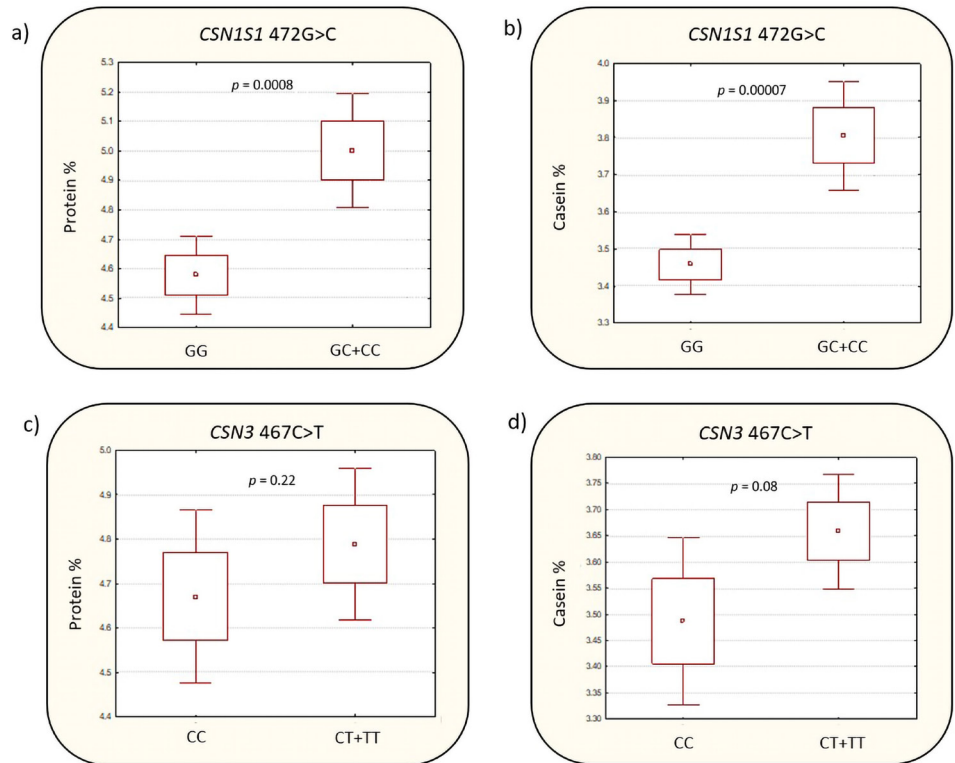 a)
CSN1S1 472G>C
p = 0.0008
Protein %
5.3
5.2
5.1
5.0
4.9
4.8
4.7
4.6
4.5
4.4
GG GC+CC
b)
CSN1S1 472G>C
p = 0.00007
Casein %
4.0
3.9
3.8
3.7
3.6
3.5
3.4
3.3
GG GC+CC
c)
CSN3 467C>T
p = 0.22
Protein %
5.0
4.9
4.8
4.7
4.6
4.5
4.4
CC CT+TT
d)
CSN3 467C>T
p = 0.08
Casein %
3.80
3.75
3.70
3.65
3.60
3.55
3.50
3.45
3.40
3.35
3.30
CC CT+TT